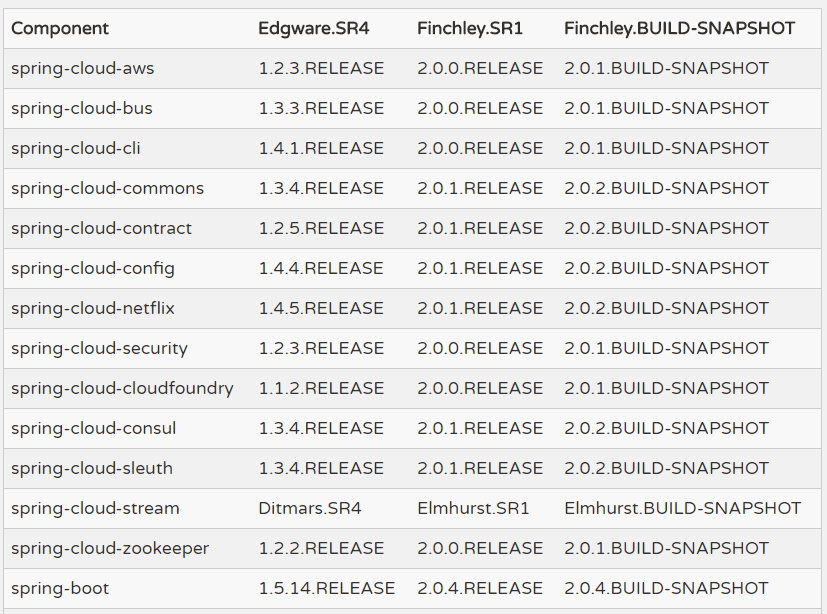 Component Edgware.SR4 Finchley.SR1 Finchley.BUILD-SNAPSHOT
spring-cloud-aws 1.2.3.RELEASE 2.0.0.RELEASE 2.0.1.BUILD-SNAPSHOT
spring-cloud-bus 1.3.3.RELEASE 2.0.0.RELEASE 2.0.1.BUILD-SNAPSHOT
spring-cloud-cli 1.4.1.RELEASE 2.0.0.RELEASE 2.0.1.BUILD-SNAPSHOT
spring-cloud-commons 1.3.4.RELEASE 2.0.1.RELEASE 2.0.2.BUILD-SNAPSHOT
spring-cloud-contract 1.2.5.RELEASE 2.0.1.RELEASE 2.0.2.BUILD-SNAPSHOT
spring-cloud-config 1.4.4.RELEASE 2.0.1.RELEASE 2.0.2.BUILD-SNAPSHOT
spring-cloud-netflix 1.4.5.RELEASE 2.0.1.RELEASE 2.0.2.BUILD-SNAPSHOT
spring-cloud-security 1.2.3.RELEASE 2.0.0.RELEASE 2.0.1.BUILD-SNAPSHOT
spring-cloud-cloudfoundry 1.1.2.RELEASE 2.0.0.RELEASE 2.0.1.BUILD-SNAPSHOT
spring-cloud-consul 1.3.4.RELEASE 2.0.1.RELEASE 2.0.2.BUILD-SNAPSHOT
spring-cloud-sleuth 1.3.4.RELEASE 2.0.1.RELEASE 2.0.2.BUILD-SNAPSHOT
spring-cloud-stream Ditmars.SR4 Elmhurst.SR1 Elmhurst.BUILD-SNAPSHOT
spring-cloud-zookeeper 1.2.2.RELEASE 2.0.0.RELEASE 2.0.1.BUILD-SNAPSHOT
spring-boot 1.5.14.RELEASE 2.0.4.RELEASE 2.0.4.BUILD-SNAPSHOT